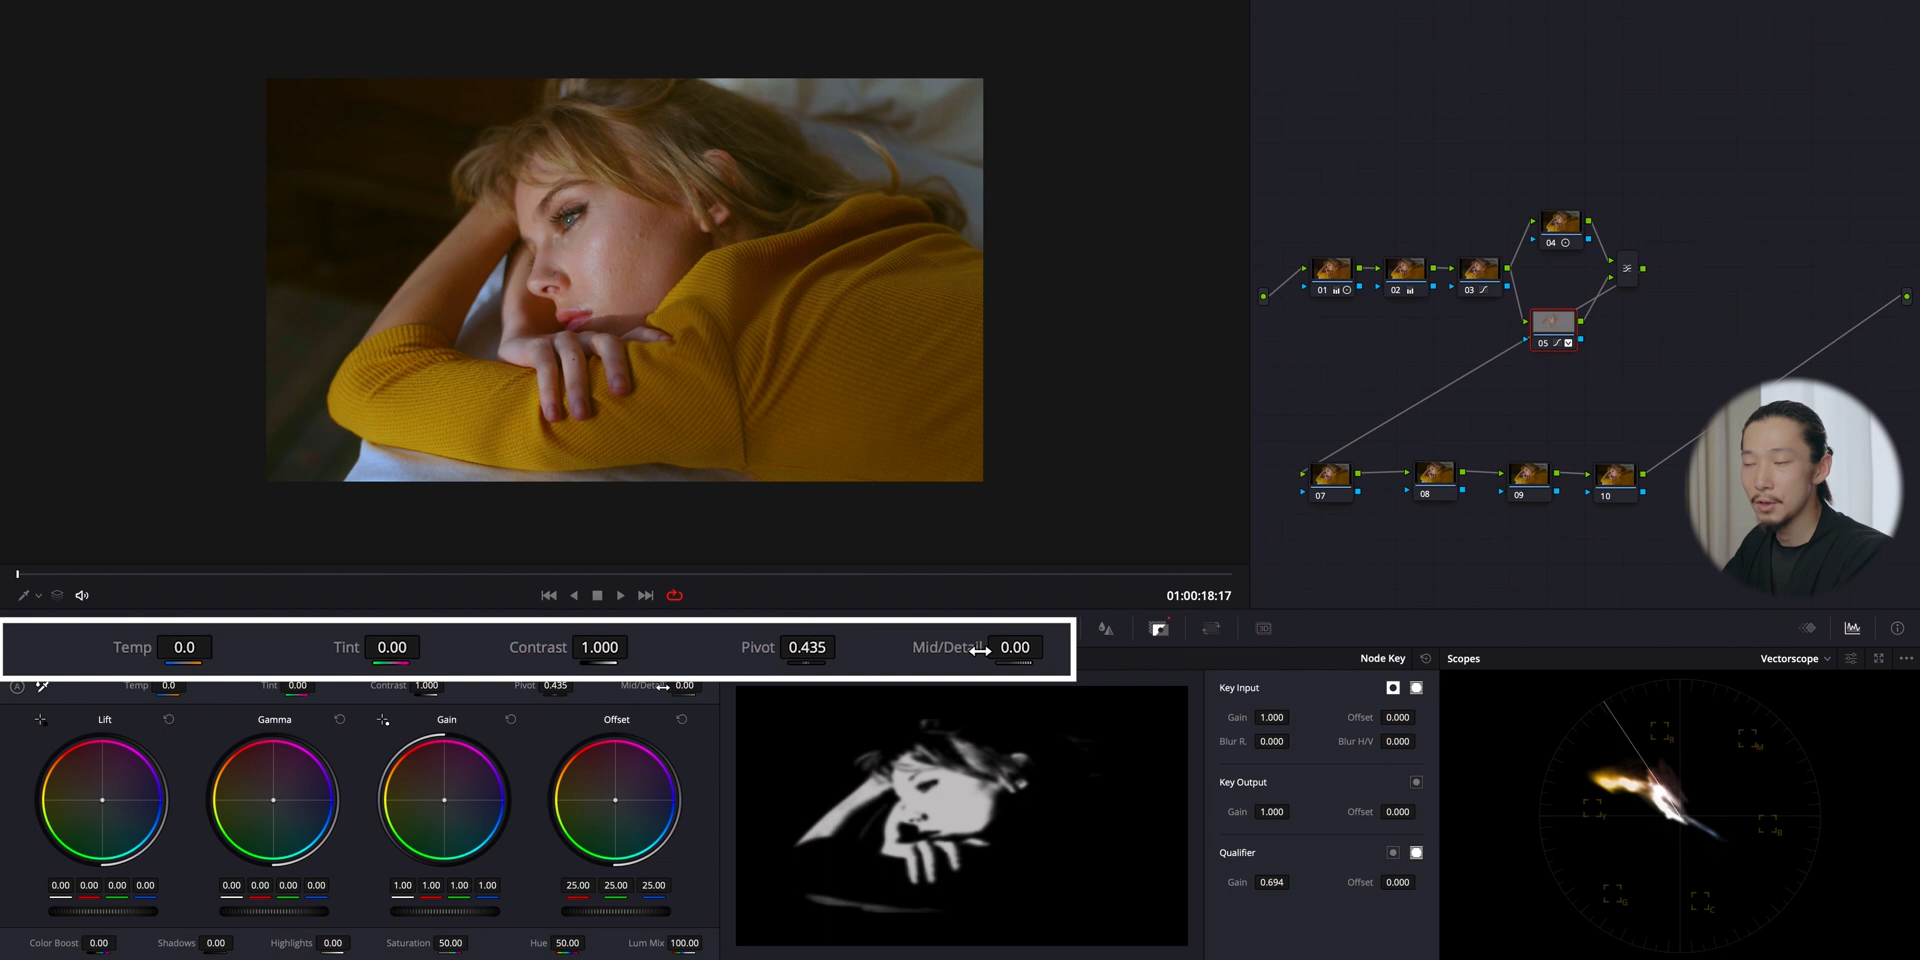 04
01
02
03
05
07
08
09
10
01:00:18:17
Temp 0.0 Tint 0.00 Contrast 1.000 Pivot 0.435 Mid/Detail 0.00
3D
Node Key
Scopes
Vectorscope
A
Temp 0.0 Tint 0.00 Contrast 1.000 Pivot 0.435 Mid/Detail 0.00
Lift
Gamma
Gain
Offset
0.00 0.00 0.00 0.00
0.00 0.00 0.00 0.00
1.00 1.00 1.00 1.00
25.00 25.00 25.00
Color Boost 0.00 Shadows 0.00 Highlights 0.00 Saturation 50.00 Hue 50.00 Lum Mix 100.00
Key Input
Gain 1.000 Offset 0.000
Blur R. 0.000 Blur H/V 0.000
Key Output
Gain 1.000 Offset 0.000
Qualifier
Gain 0.694 Offset 0.000
R
M
Y
B
G
C